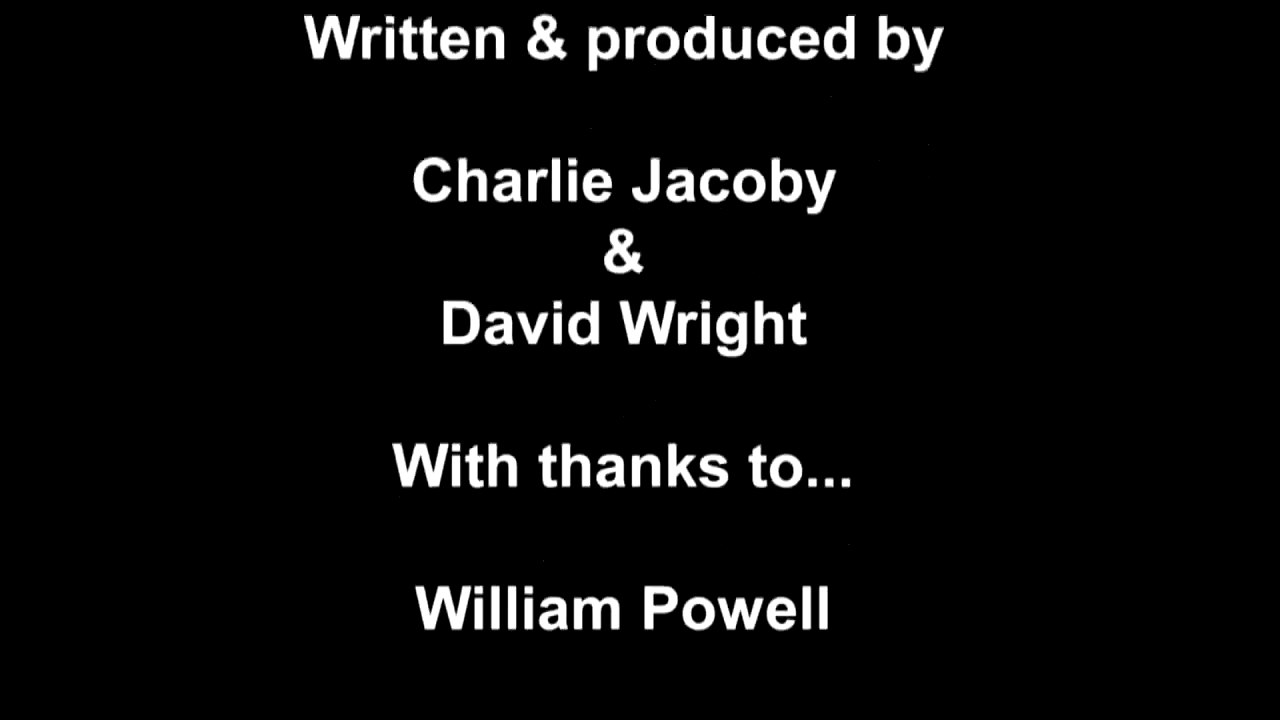 Written & produced by
Charlie Jacoby
&
David Wright
With thanks to...
William Powell